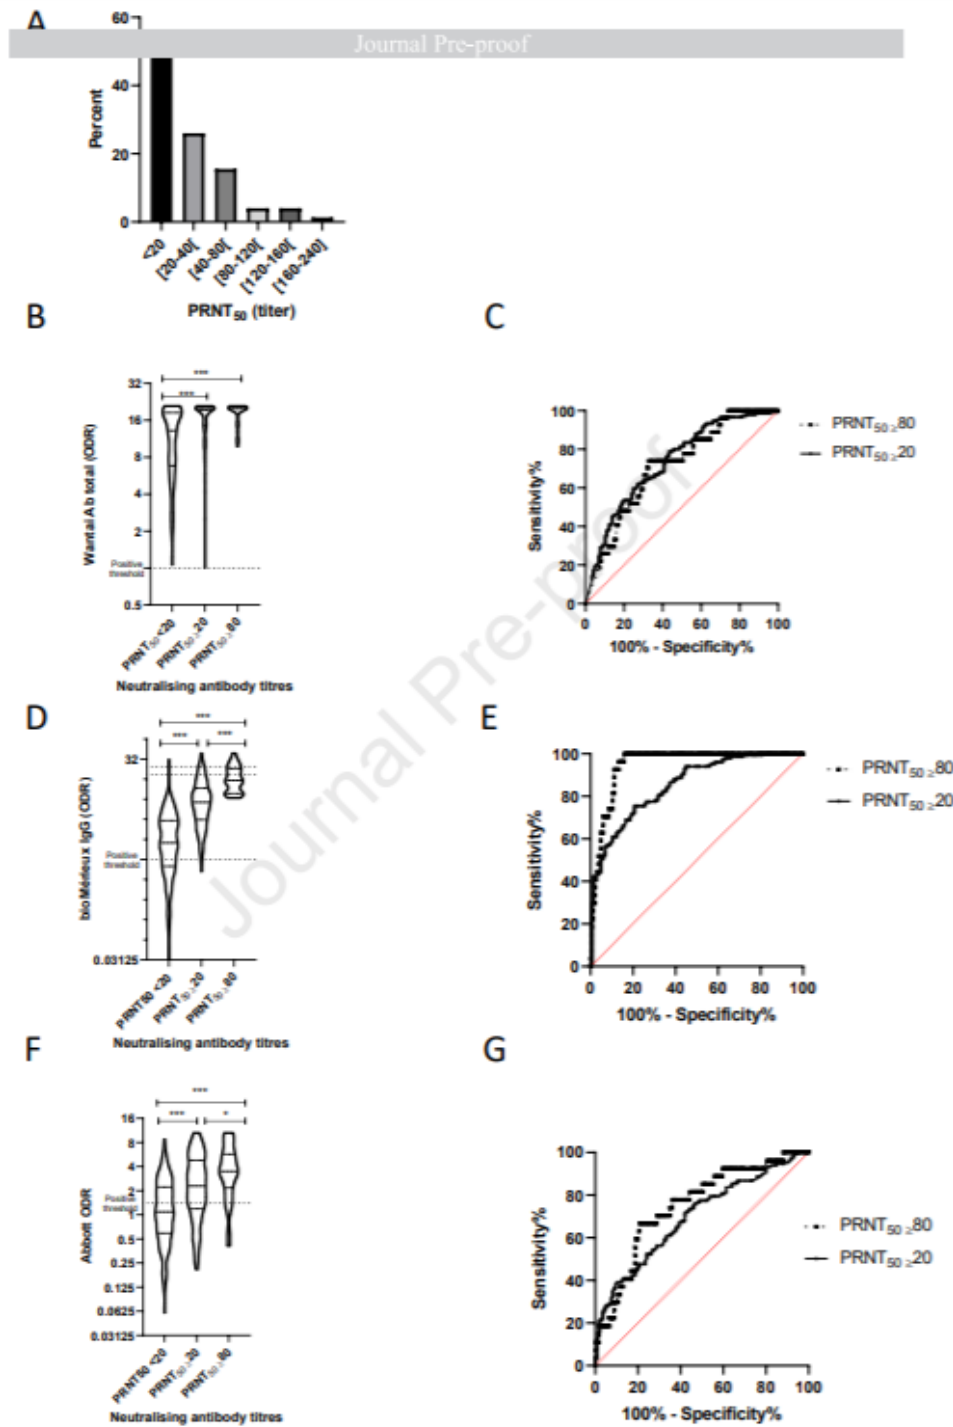 A
Journal Pre-proof
60
40
20
0
Percent
<20
[20-40[
[40-80[
[80-120[
[120-160[
[160-240]
PRNT50 (titer)
B
***
***
32
16
8
4
2
0.5
Positive
threshold
Wantai Ab total (ODR)
PRNT50 <20
PRNT50 ≥20
PRNT50 ≥80
Neutralising antibody titres
C
100
80
60
40
20
0
Sensitivity%
0 20 40 60 80 100
100% - Specificity%
PRNT50 ≥80
PRNT50 ≥20
Journal Pre-proof
D
***
*** ***
32
Positive
threshold
0.03125
bioMérieux IgG (ODR)
PRNT50 <20
PRNT50 ≥20
PRNT50 ≥80
Neutralising antibody titres
E
100
80
60
40
20
0
Sensitivity%
0 20 40 60 80 100
100% - Specificity%
PRNT50 ≥80
PRNT50 ≥20
F
***
*** *
16
8
4
2
Positive
threshold
1
0.5
0.25
0.125
0.0625
0.03125
Abbott ODR
PRNT50 <20
PRNT50 ≥20
PRNT50 ≥80
Neutralising antibody titres
G
100
80
60
40
20
0
Sensitivity%
0 20 40 60 80 100
100% - Specificity%
PRNT50 ≥80
PRNT50 ≥20